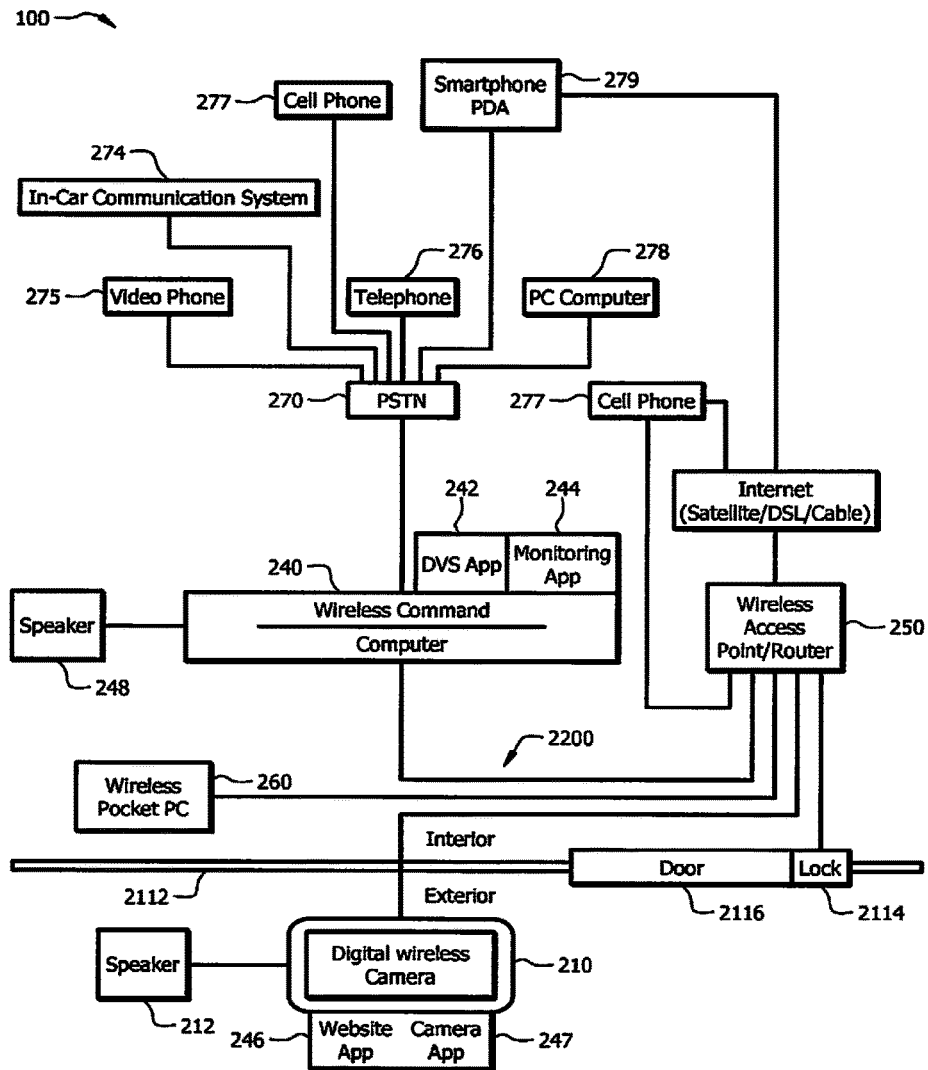 100
277
Cell Phone
Smartphone
PDA
279
274
In-Car Communication System
275
Video Phone
276
Telephone
278
PC Computer
270
PSTN
277
Cell Phone
Internet
(Satellite/DSL/Cable)
242
244
DVS App
Monitoring
App
240
Wireless Command
Computer
Speaker
248
Wireless
Access
Point/Router
250
2200
Wireless
Pocket PC
260
Interior
Exterior
2112
Door
Lock
2116
2114
Speaker
212
Digital wireless
Camera
210
246
Website
App
Camera
App
247